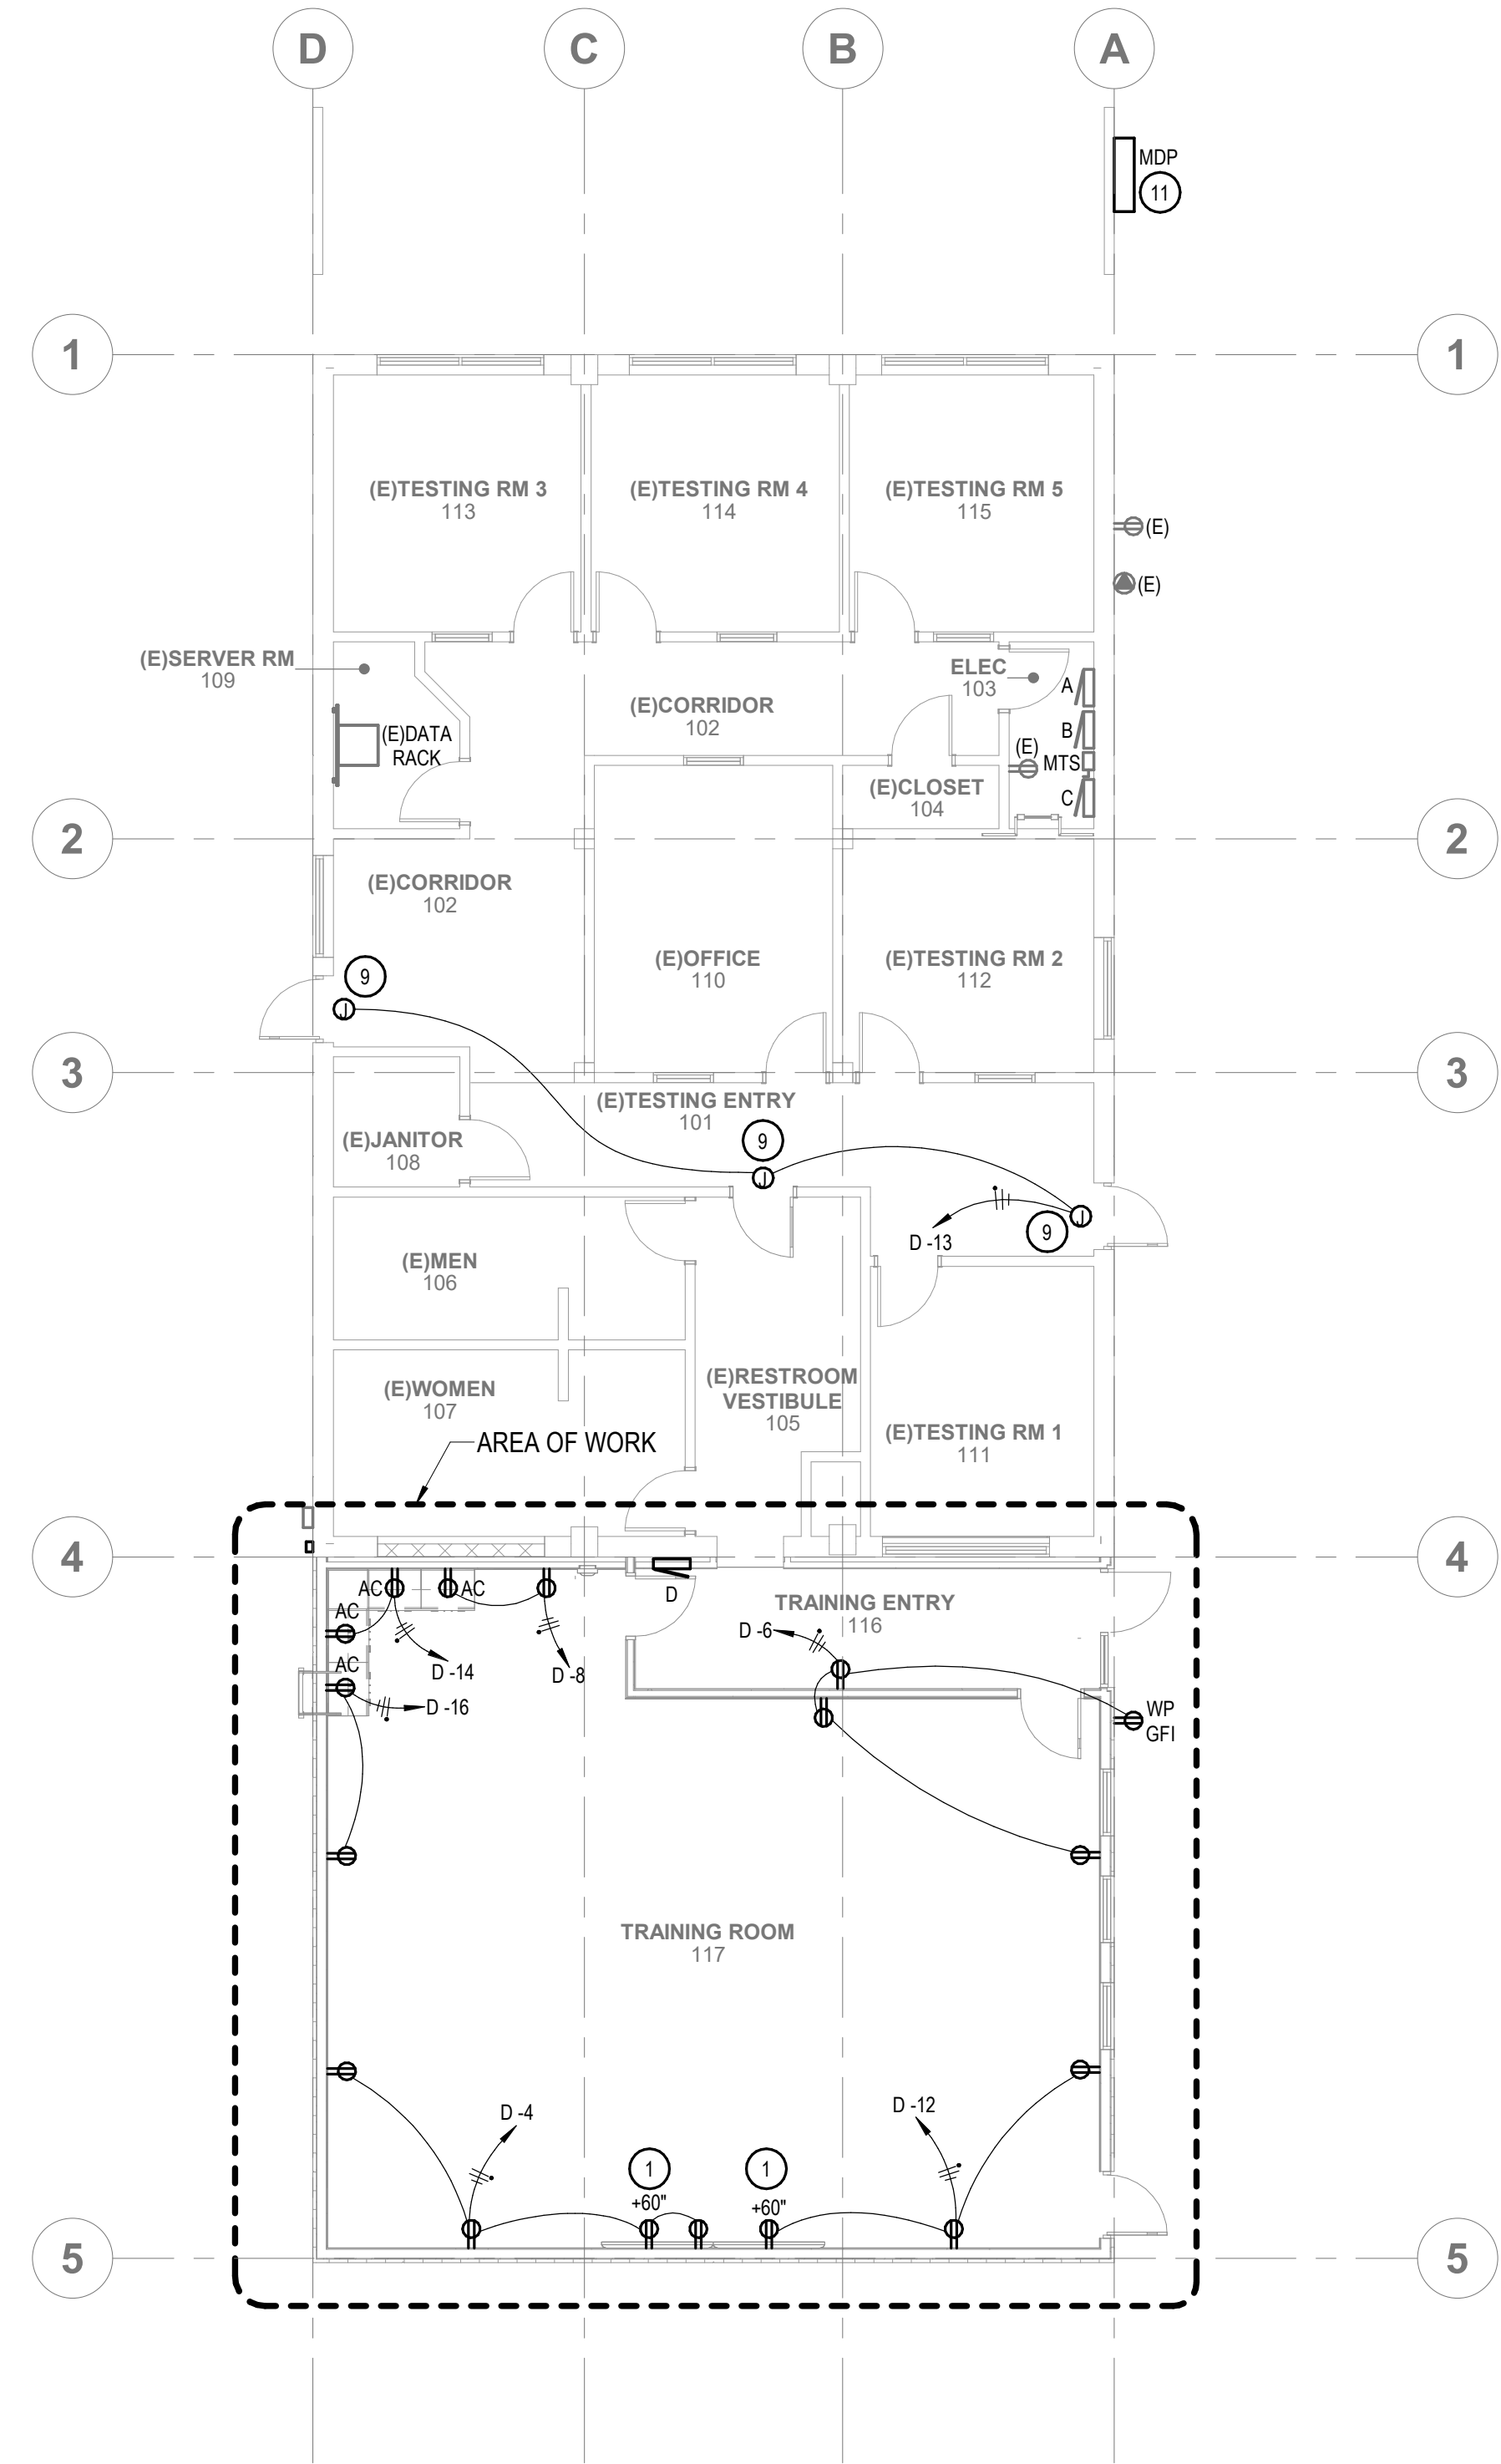 D
C
B
A
MDP
11
1
1
(E)TESTING RM 3
113
(E)TESTING RM 4
114
(E)TESTING RM 5
115
(E)
(E)
(E)SERVER RM
109
ELEC
103
A
(E)CORRIDOR
102
(E)DATA
RACK
B
(E)
MTS
(E)CLOSET
104
C
2
2
(E)CORRIDOR
102
(E)OFFICE
110
(E)TESTING RM 2
112
9
J
3
3
(E)TESTING ENTRY
101
(E)JANITOR
108
9
J
J
9
D -13
(E)MEN
106
(E)RESTROOM
VESTIBULE
105
(E)WOMEN
107
(E)TESTING RM 1
111
AREA OF WORK
4
4
AC
AC
D
TRAINING ENTRY
116
AC
D -6
AC
D -14
D -8
D -16
WP
GFI
TRAINING ROOM
117
D -4
D -12
1
1
+60"
+60"
5
5